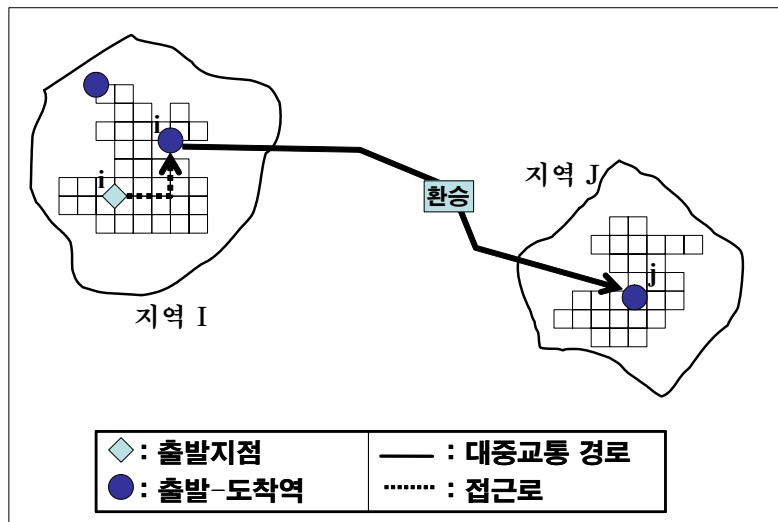 i
i
환승
지역 J
j
지역 I
: 출발지점
: 대중교통 경로
: 출발-도착역
: 접근로